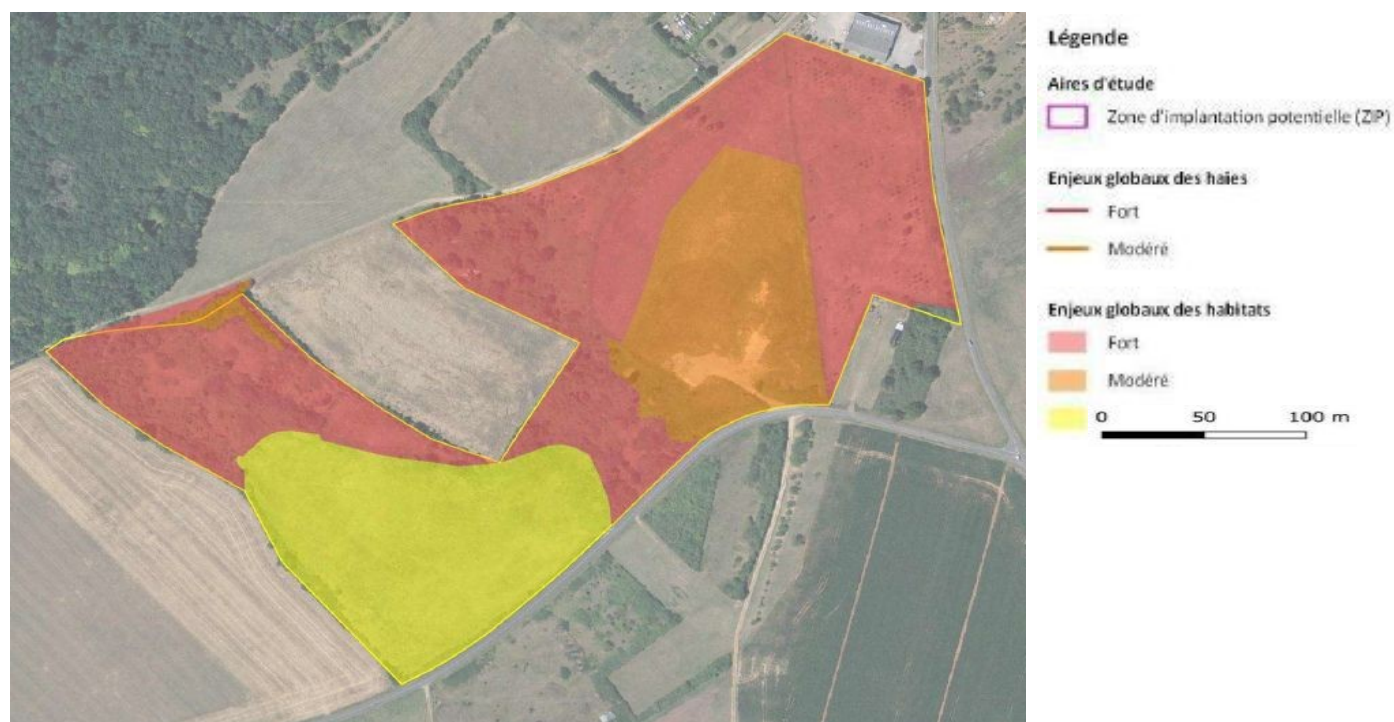 Légende
Aires d'étude
Zone d'implantation potentielle (ZIP)
Enjeux globaux des haies
Fort
Modéré
Enjeux globaux des habitats
Fort
Modéré
0 50 100 m